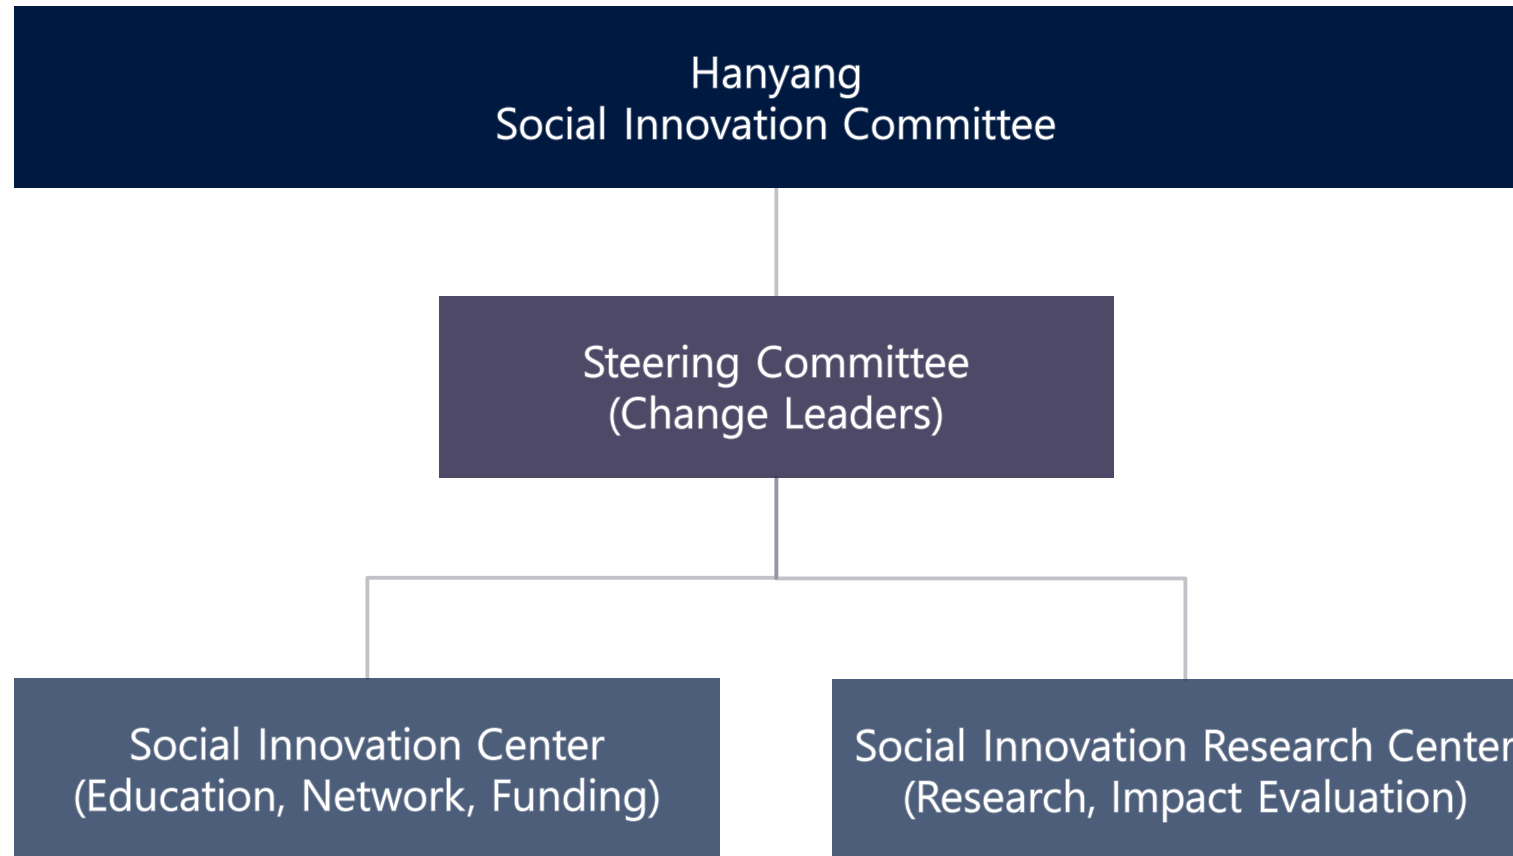 Hanyang
Social Innovation Committee
Steering Committee
(Change Leaders)
Social Innovation Center
(Education, Network, Funding)
Social Innovation Research Center
(Research, Impact Evaluation)